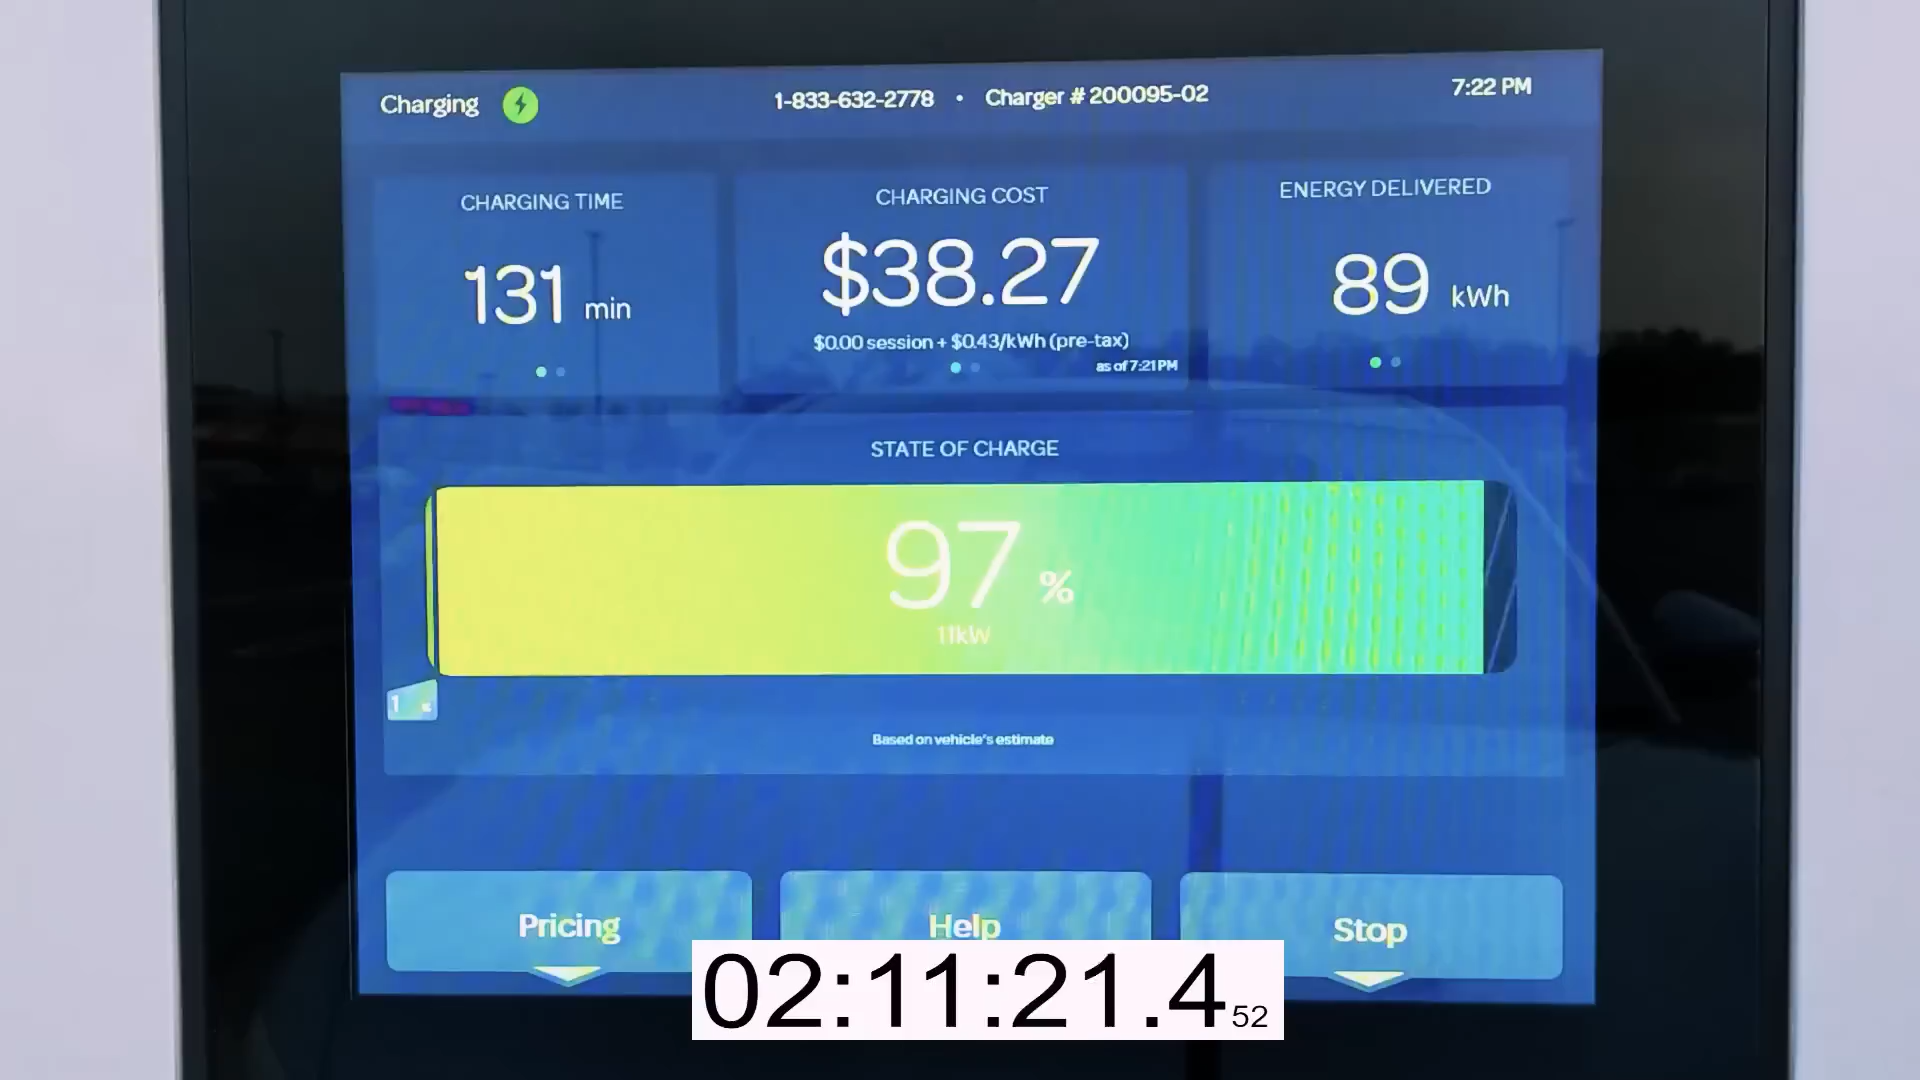 Charging
1-833-632-2778 • Charger # 200095-02
7:22 PM
CHARGING TIME
131 min
CHARGING COST
$38.27
$0.00 session + $0.43/kWh (pre-tax)
as of 7:21 PM
ENERGY DELIVERED
89 kWh
STATE OF CHARGE
97 %
11kW
1
Based on vehicle's estimate
Pricing
Help
Stop
02:11:21.452